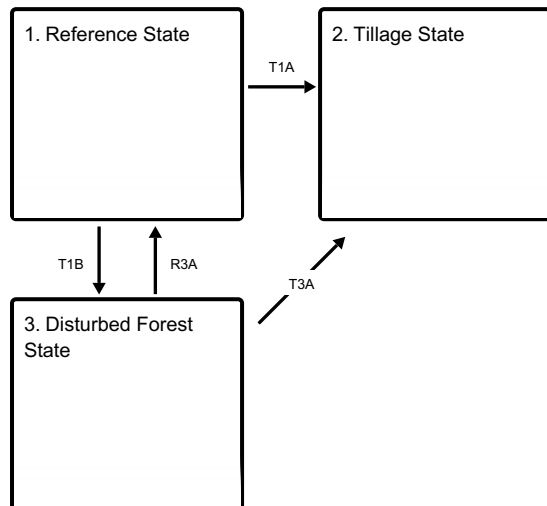 1. Reference State
2. Tillage State
T1A
T1B
R3A
T3A
3. Disturbed Forest
State